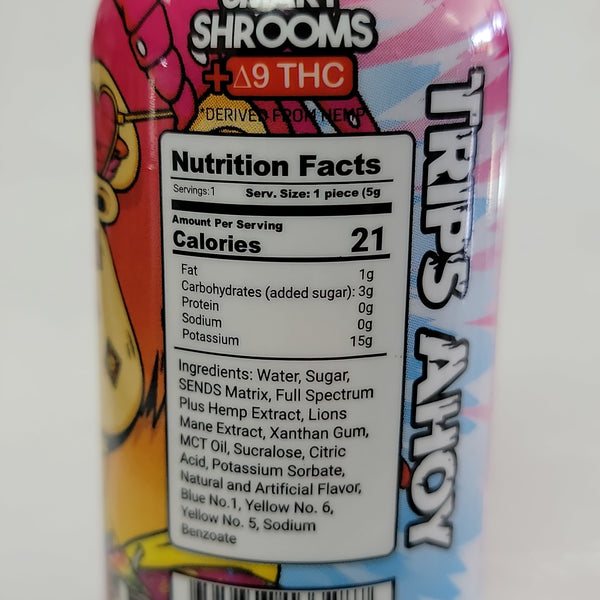 SMART
SHROOMS
+Δ9 THC
*DERIVED FROM HEMP*
Nutrition Facts
Servings:1 Serv. Size: 1 piece (5g
Amount Per Serving
Calories 21
Fat 1g
Carbohydrates (added sugar): 3g
Protein 0g
Sodium 0g
Potassium 15g
Ingredients: Water, Sugar,
SENDS Matrix, Full Spectrum
Plus Hemp Extract, Lions
Mane Extract, Xanthan Gum,
MCT Oil, Sucralose, Citric
Acid, Potassium Sorbate,
Natural and Artificial Flavor,
Blue No.1, Yellow No. 6,
Yellow No. 5, Sodium
Benzoate
TRIPS AHOY